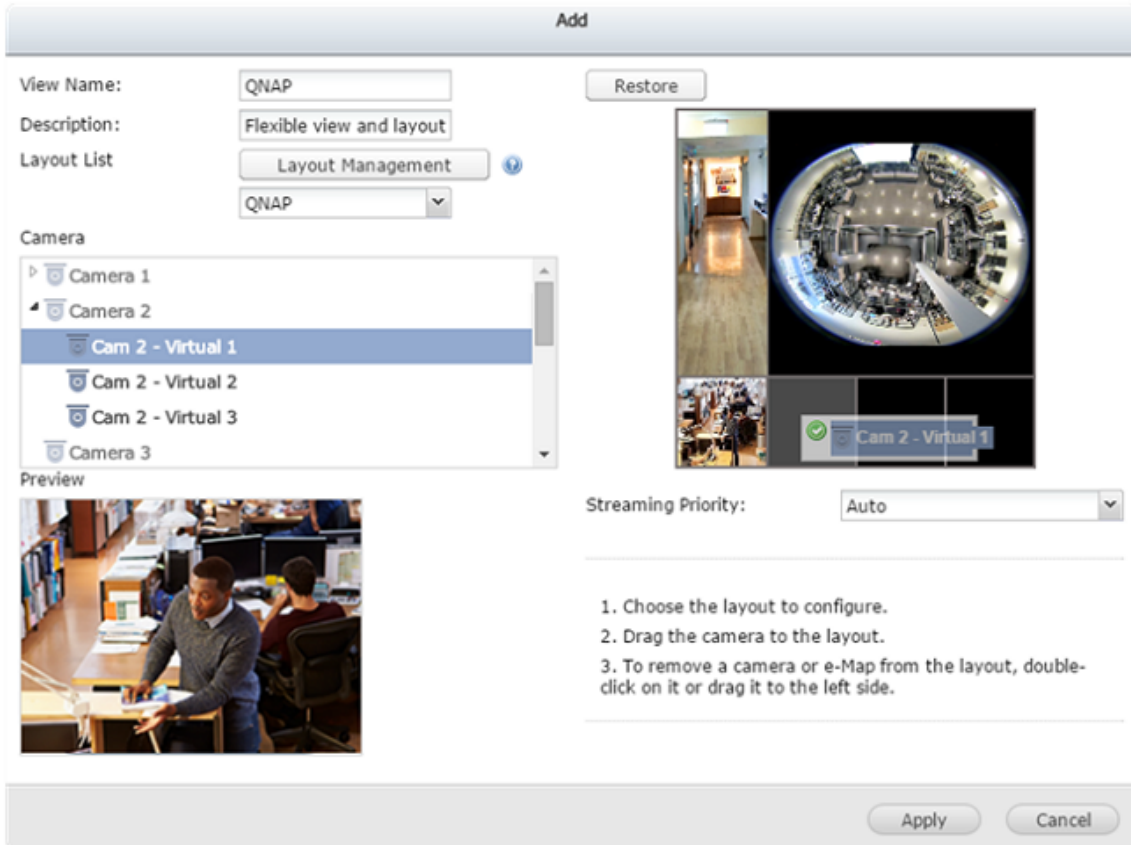 Add
View Name:
QNAP
Description:
Flexible view and layout
Layout List
Layout Management
QNAP
Camera
Camera 1
Camera 2
Cam 2 - Virtual 1
Cam 2 - Virtual 2
Cam 2 - Virtual 3
Camera 3
Preview
Restore
Cam 2 - Virtual 1
Streaming Priority:
Auto
1. Choose the layout to configure.
2. Drag the camera to the layout.
3. To remove a camera or e-Map from the layout, double-
click on it or drag it to the left side.
Apply
Cancel